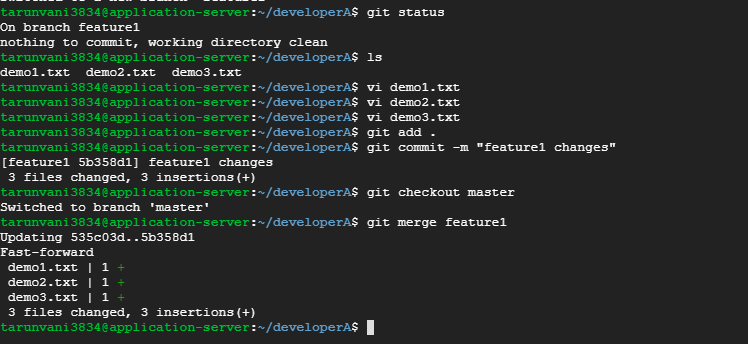 tarunvani3834@application-server:~/developerA$ git status
On branch feature1
nothing to commit, working directory clean
tarunvani3834@application-server:~/developerA$ ls
demo1.txt  demo2.txt  demo3.txt
tarunvani3834@application-server:~/developerA$ vi demo1.txt
tarunvani3834@application-server:~/developerA$ vi demo2.txt
tarunvani3834@application-server:~/developerA$ vi demo3.txt
tarunvani3834@application-server:~/developerA$ git add .
tarunvani3834@application-server:~/developerA$ git commit -m "feature1 changes"
[feature1 5b358d1] feature1 changes
 3 files changed, 3 insertions(+)
tarunvani3834@application-server:~/developerA$ git checkout master
Switched to branch 'master'
tarunvani3834@application-server:~/developerA$ git merge feature1
Updating 535c03d..5b358d1
Fast-forward
 demo1.txt | 1 +
 demo2.txt | 1 +
 demo3.txt | 1 +
 3 files changed, 3 insertions(+)
tarunvani3834@application-server:~/developerA$